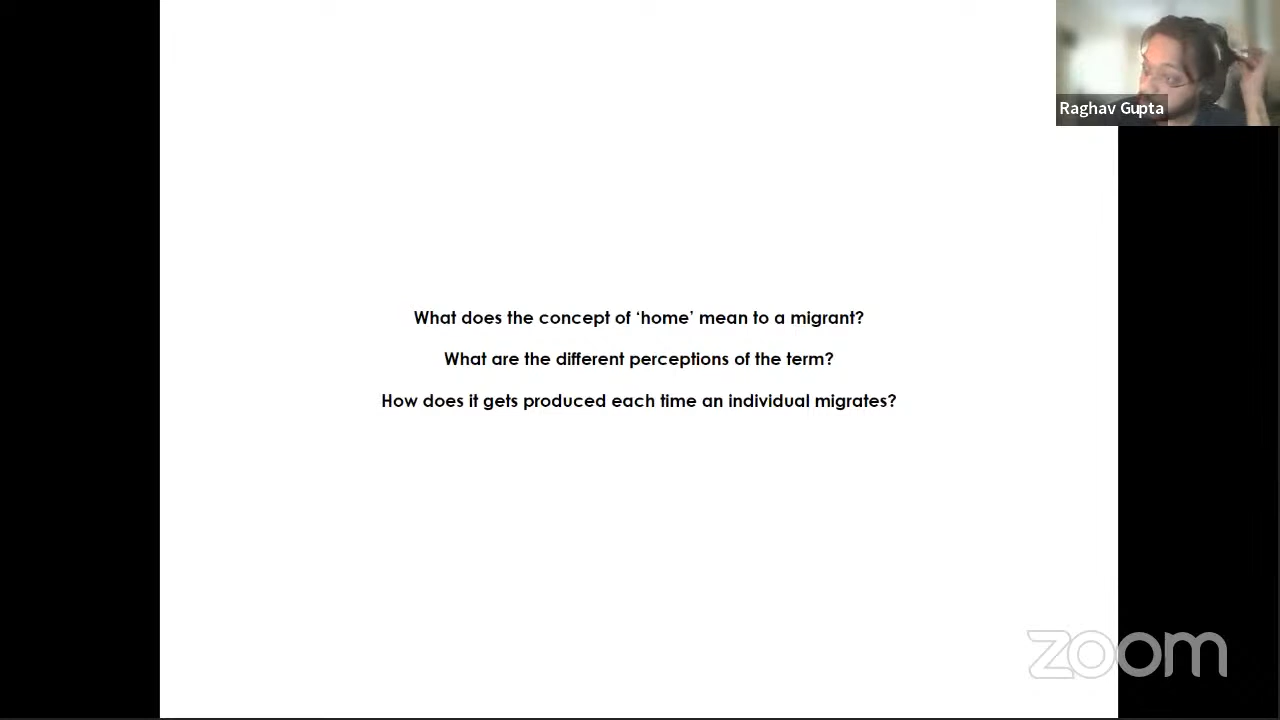 Raghav Gupta
What does the concept of ‘home’ mean to a migrant?
What are the different perceptions of the term?
How does it gets produced each time an individual migrates?
zoom